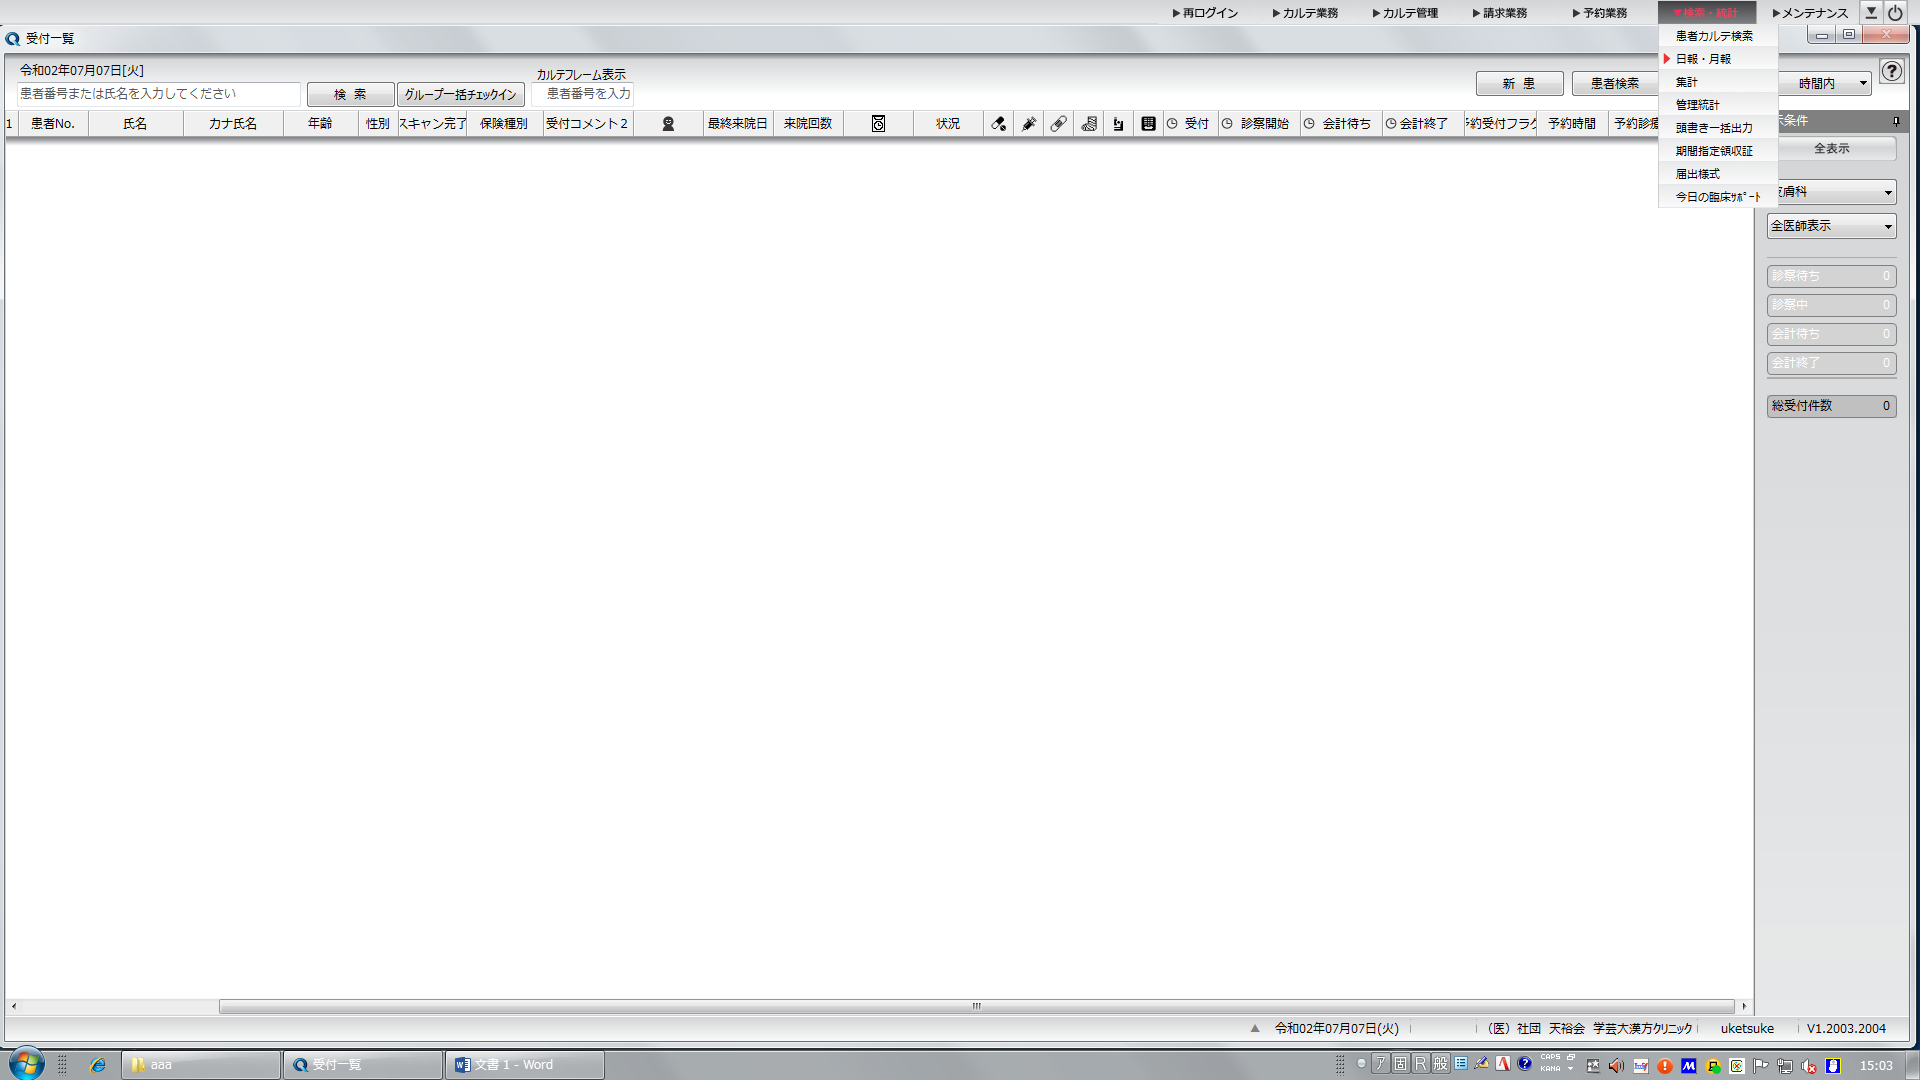 ▶再ログイン ▶カルテ業務 ▶カルテ管理 ▶請求業務 ▶予約業務 ▼検索・統計 ▶メンテナンス
受付一覧
患者カルテ検索
日報・月報
集計
管理統計
頭書き一括出力
期間指定領収証
届出様式
今日の臨床ｻﾎﾟｰﾄ
令和02年07月07日[火]
患者番号または氏名を入力してください
検 索
グループ一括チェックイン
カルテフレーム表示
患者番号を入力
新 患
患者検索
時間内
?
1 患者No. 氏名 カナ氏名 年齢 性別 スキャン完了 保険種別 受付コメント２ 最終来院日 来院回数 状況 受付 診察開始 会計待ち 会計終了 予約受付フラグ 予約時間 予約診療
示条件
全表示
皮膚科
全医師表示
診察待ち 0
診察中 0
会計待ち 0
会計終了 0
総受付件数 0
令和02年07月07日(火) （医）社団 天裕会 学芸大漢方クリニック uketsuke V1.2003.2004
aaa 受付一覧 文書 1 - Word ア 固 R 般 CAPS KANA 15:03